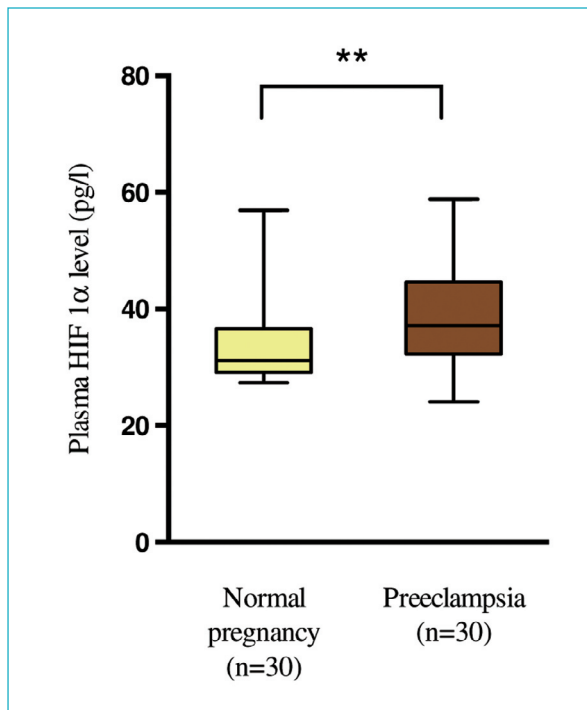 **
80
60
40
20
0
Plasma HIF 1α level (pg/l)
Normal
pregnancy
(n=30)
Preeclampsia
(n=30)